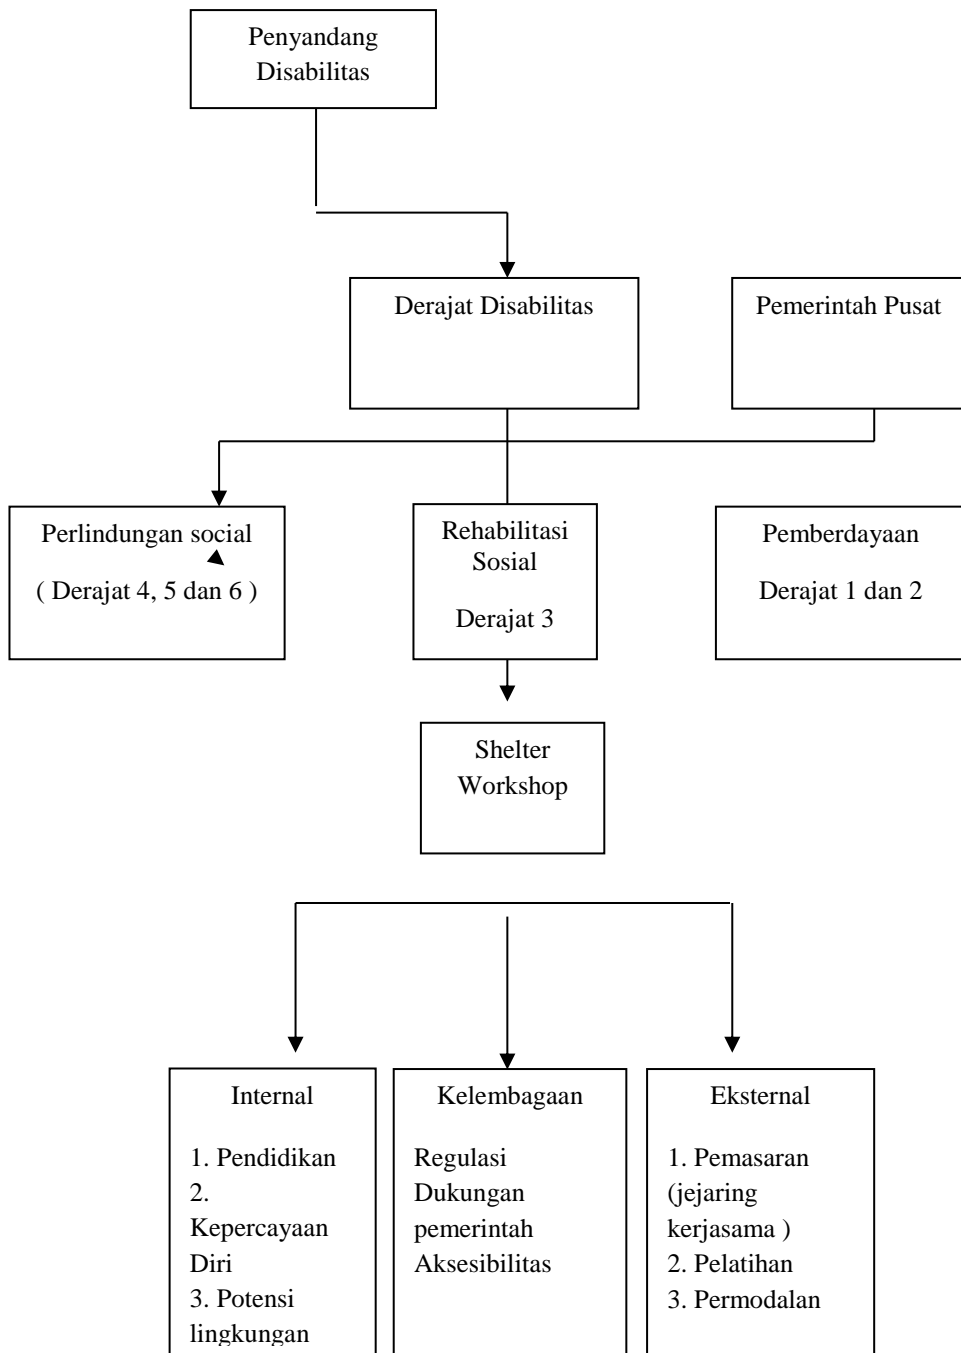 Penyandang
Disabilitas
Derajat Disabilitas
Pemerintah Pusat
Perlindungan social
( Derajat 4, 5 dan 6 )
Rehabilitasi
Sosial
Derajat 3
Pemberdayaan
Derajat 1 dan 2
Shelter
Workshop
Internal
1. Pendidikan
2.
Kepercayaan
Diri
3. Potensi
lingkungan
Kelembagaan
Regulasi
Dukungan
pemerintah
Aksesibilitas
Eksternal
1. Pemasaran
(jejaring
kerjasama )
2. Pelatihan
3. Permodalan